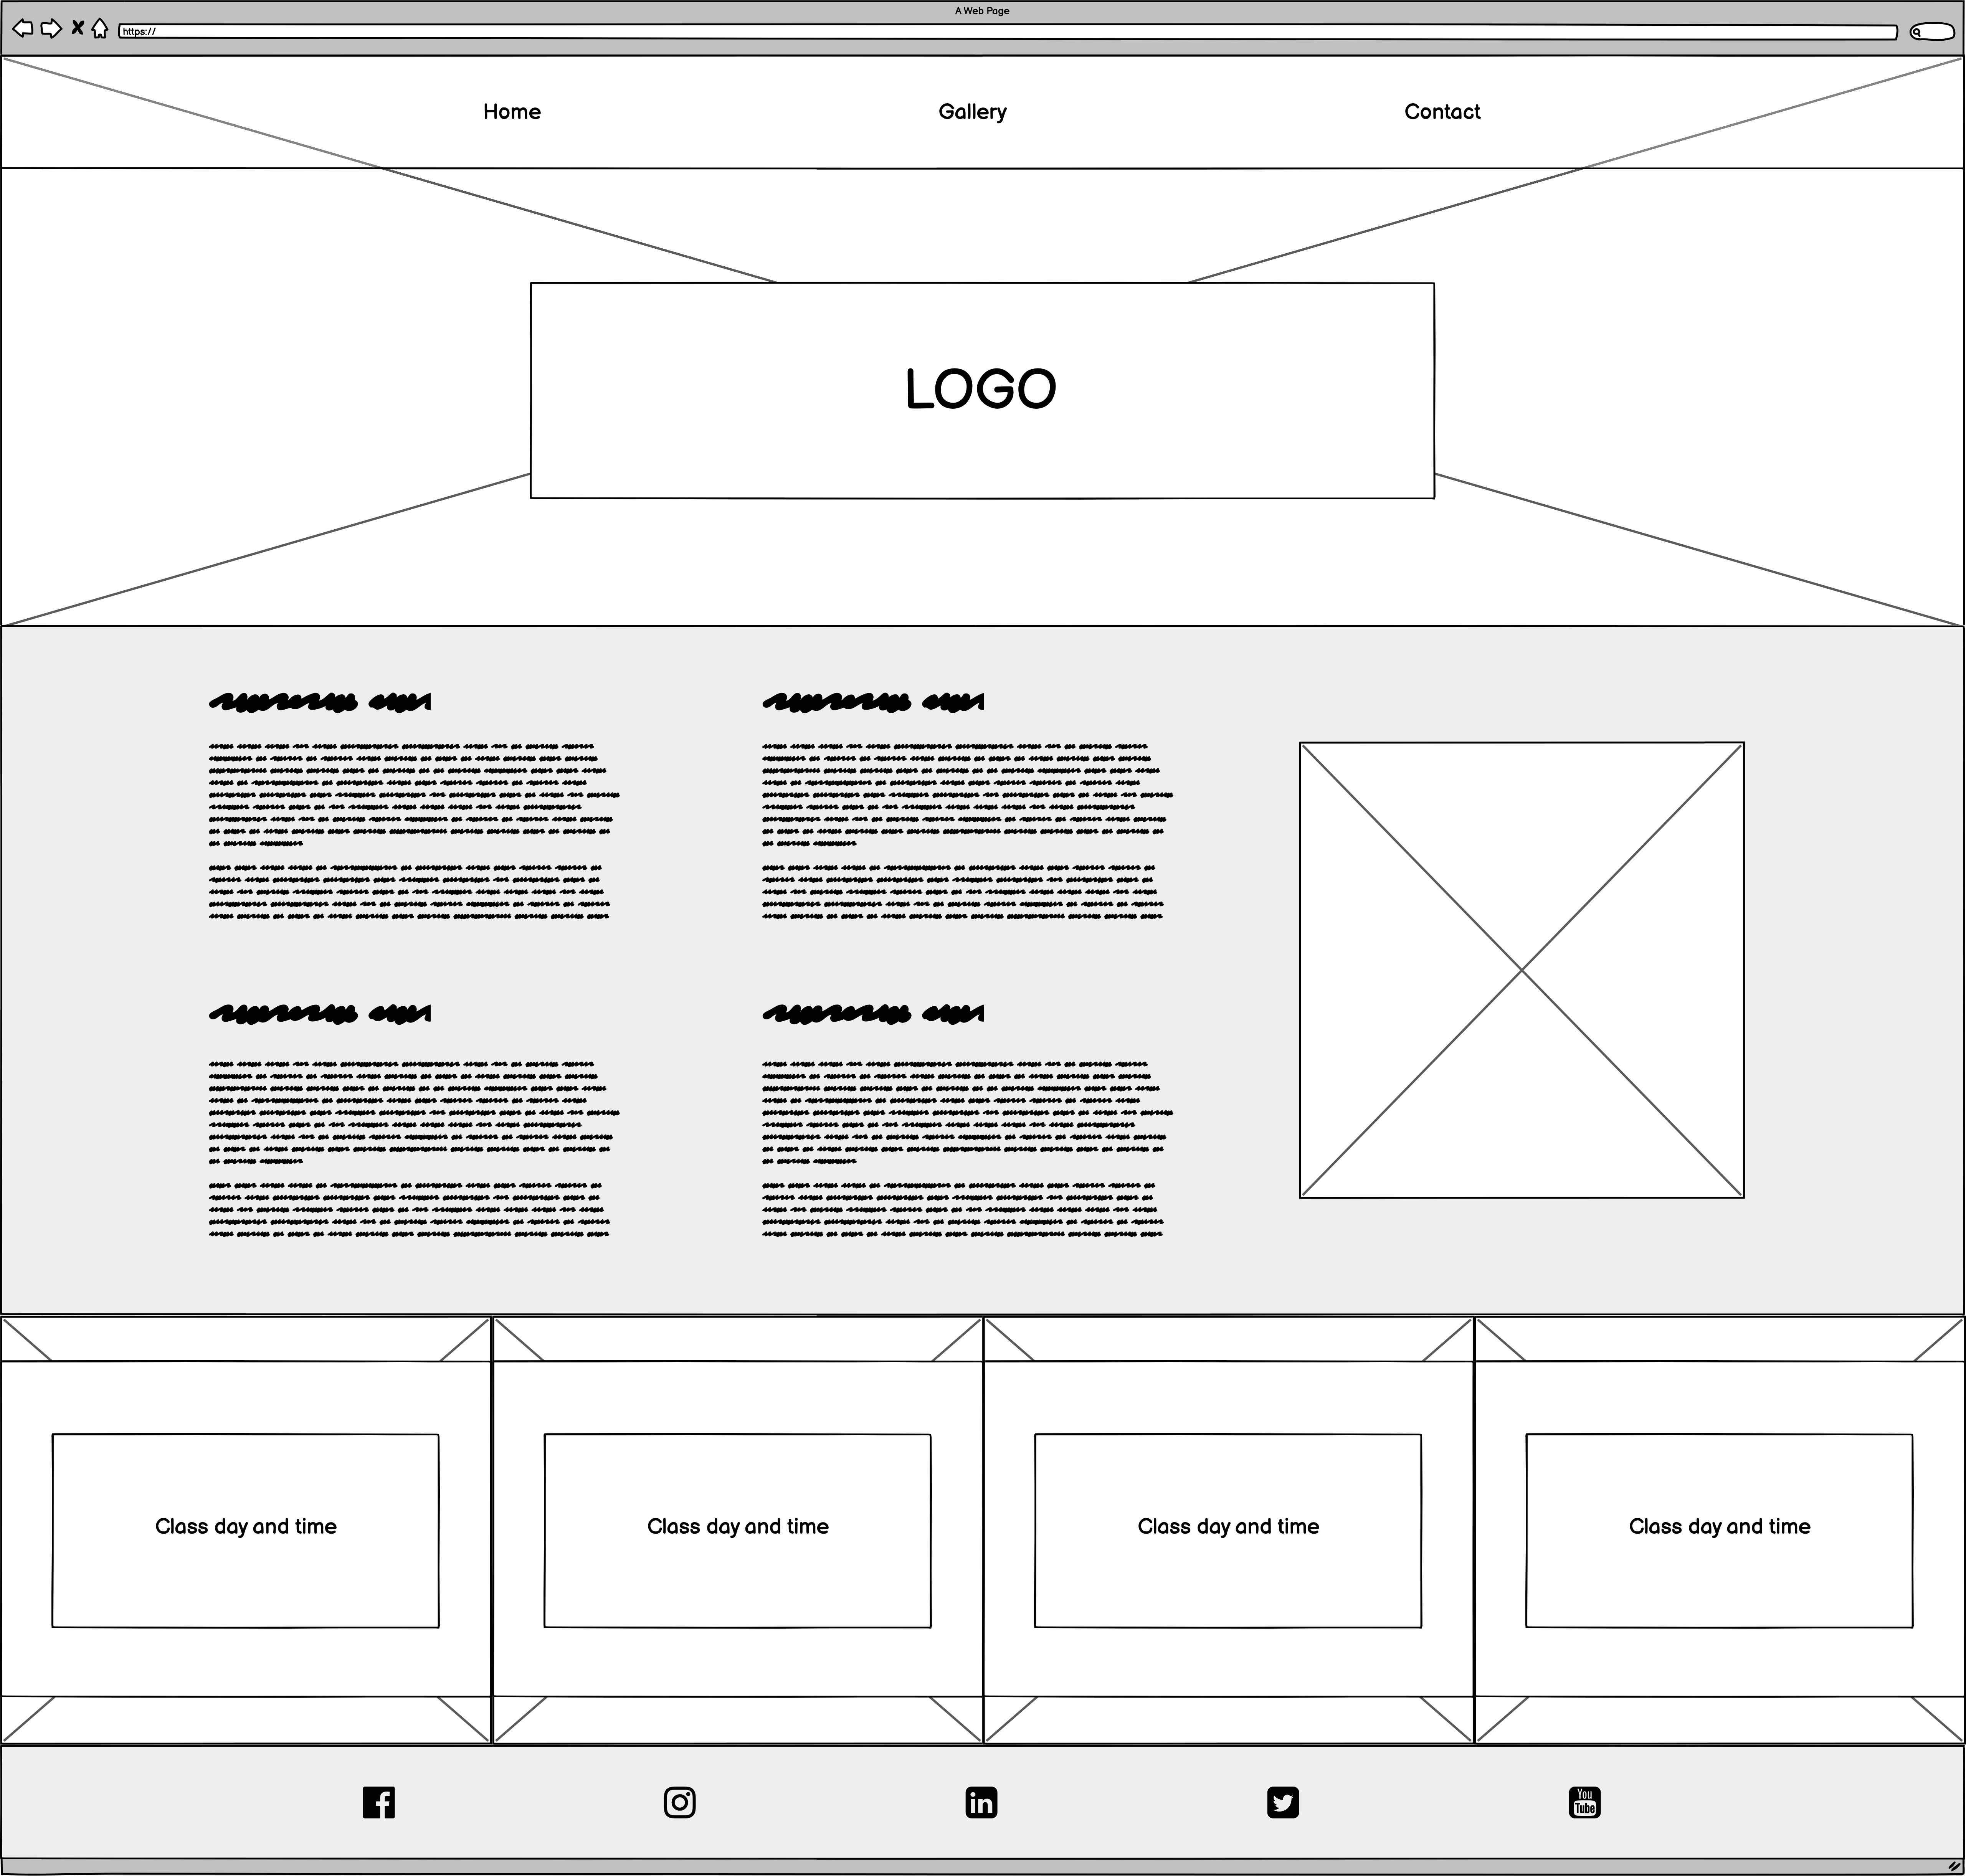 A Web Page
https://
Home Gallery Contact
LOGO
Class day and time Class day and time Class day and time Class day and time
You
Tube